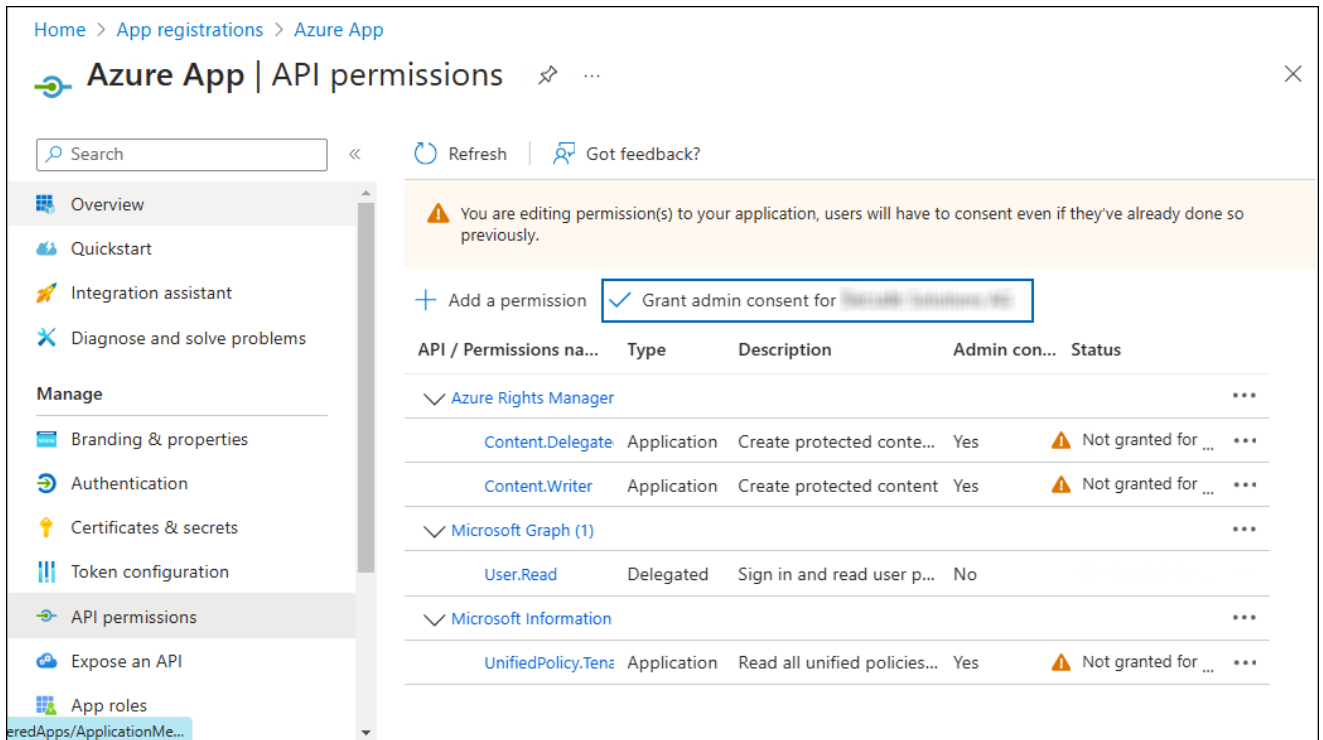 Home > App registrations > Azure App
Azure App | API permissions
Search
Refresh
Got feedback?
Overview
Quickstart
Integration assistant
Diagnose and solve problems
Manage
Branding & properties
Authentication
Certificates & secrets
Token configuration
API permissions
Expose an API
App roles
eredApps/ApplicationMe...
You are editing permission(s) to your application, users will have to consent even if they've already done so
previously.
Add a permission
Grant admin consent for
API / Permissions na... Type Description Admin con... Status
Azure Rights Manager
Content.Delegate Application Create protected conte... Yes Not granted for ...
Content.Writer Application Create protected content Yes Not granted for ...
Microsoft Graph (1)
User.Read Delegated Sign in and read user p... No
Microsoft Information
UnifiedPolicy.Tena Application Read all unified policies... Yes Not granted for ...